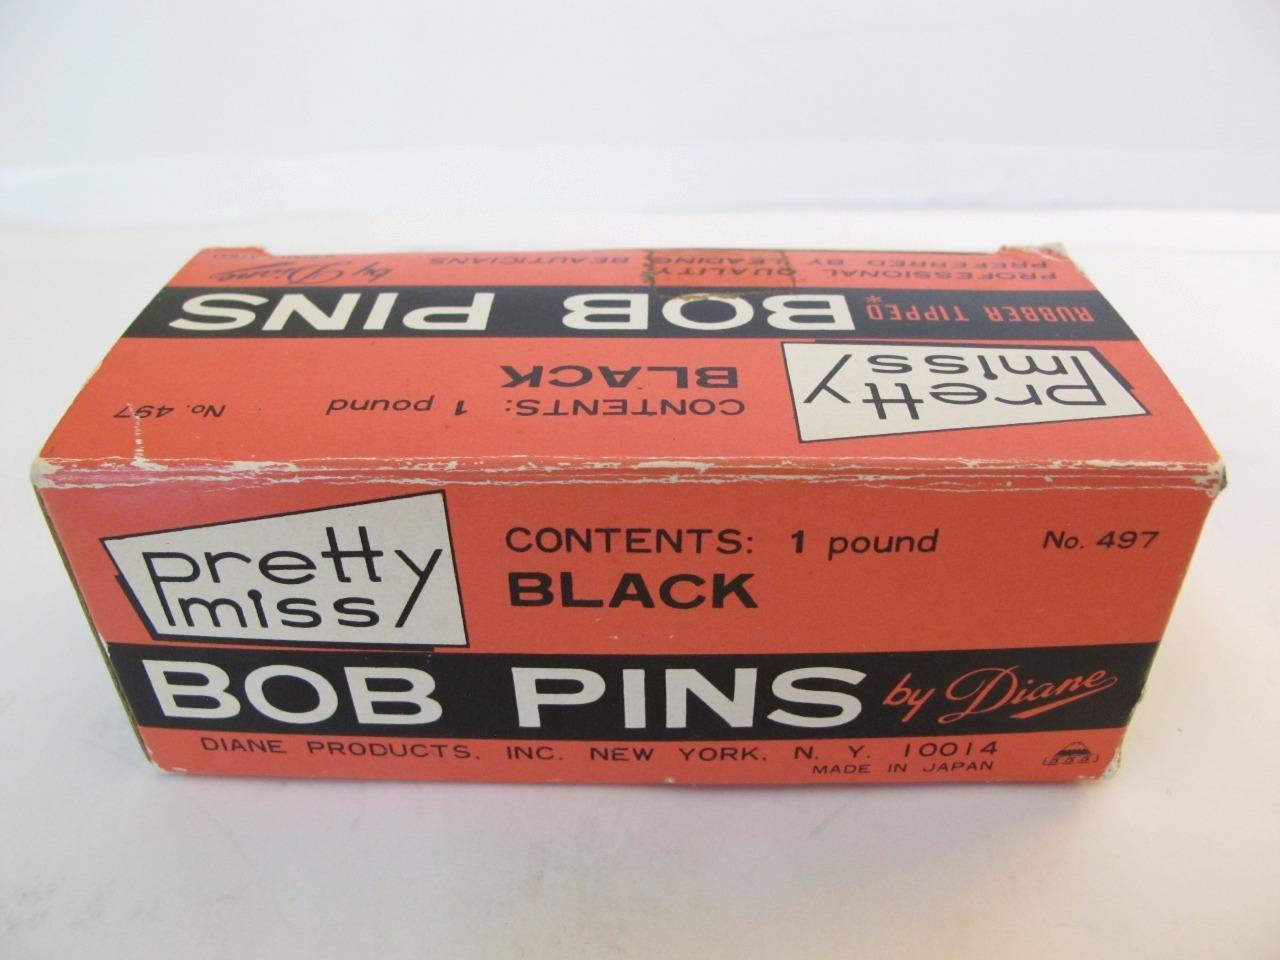 PROFESSIONAL QUALITY
PREFERRED BY LEADING BEAUTICIANS
by Diane
RUBBER TIPPED*
BOB PINS
pretty
miss
CONTENTS: 1 pound
BLACK
No. 497
pretty
miss
CONTENTS: 1 pound
No. 497
BLACK
BOB PINS by Diane
DIANE PRODUCTS, INC. NEW YORK, N. Y. 10014
MADE IN JAPAN
555